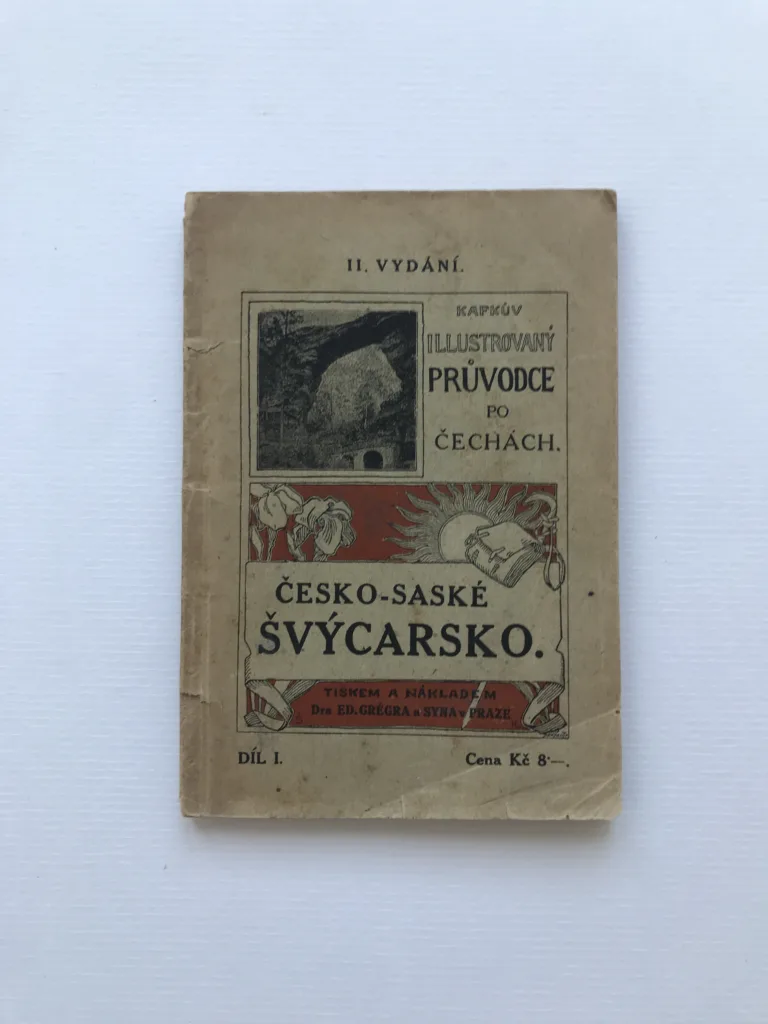 II. VYDÁNÍ.
KAFKŮV
ILLUSTROVANÝ
PRŮVODCE
PO
ČECHÁCH.
ČESKO-SASKÉ
ŠVÝCARSKO.
TISKEM A NÁKLADEM
Dra ED. GRÉGRA a SYNA v PRAZE
DÍL I.
Cena Kč 8·—.